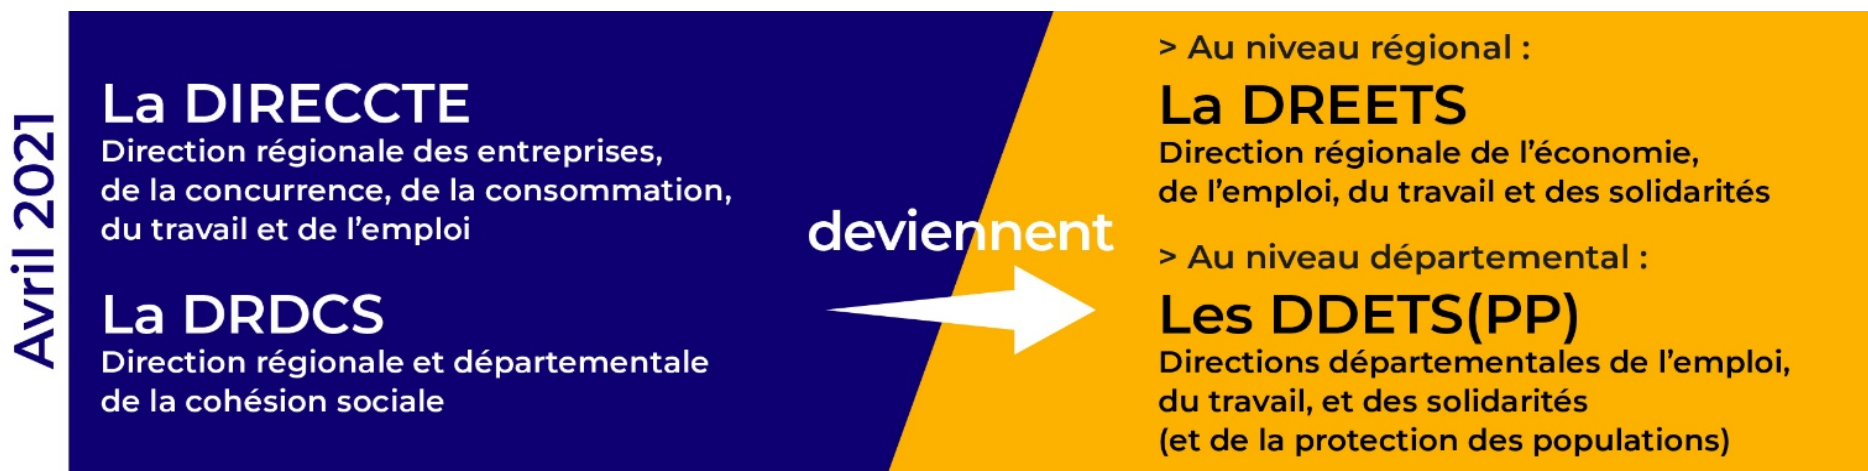 Avril 2021
La DIRECCTE
Direction régionale des entreprises,
de la concurrence, de la consommation,
du travail et de l’emploi
La DRDCS
Direction régionale et départementale
de la cohésion sociale
deviennent
> Au niveau régional :
La DREETS
Direction régionale de l’économie,
de l’emploi, du travail et des solidarités
> Au niveau départemental :
Les DDETS(PP)
Directions départementales de l’emploi,
du travail, et des solidarités
(et de la protection des populations)